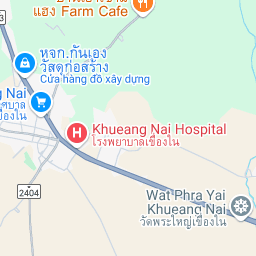 แฮง Farm Cafe
หจก.กันเอง
วัสดุก่อสร้าง
Cửa hàng đồ xây dựng
Nai
Khueang Nai Hospital
โรงพยาบาลเขื่องใน
2404
Wat Phra Yai
Khueang Nai
วัดพระใหญ่เขื่องใน